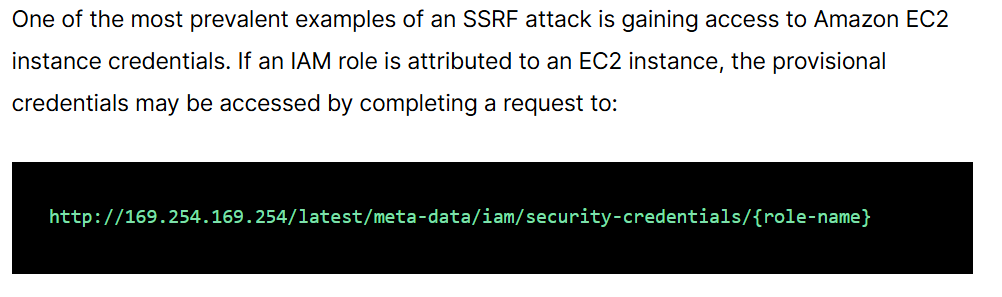 One of the most prevalent examples of an SSRF attack is gaining access to Amazon EC2
instance credentials. If an IAM role is attributed to an EC2 instance, the provisional
credentials may be accessed by completing a request to:
http://169.254.169.254/latest/meta-data/iam/security-credentials/{role-name}